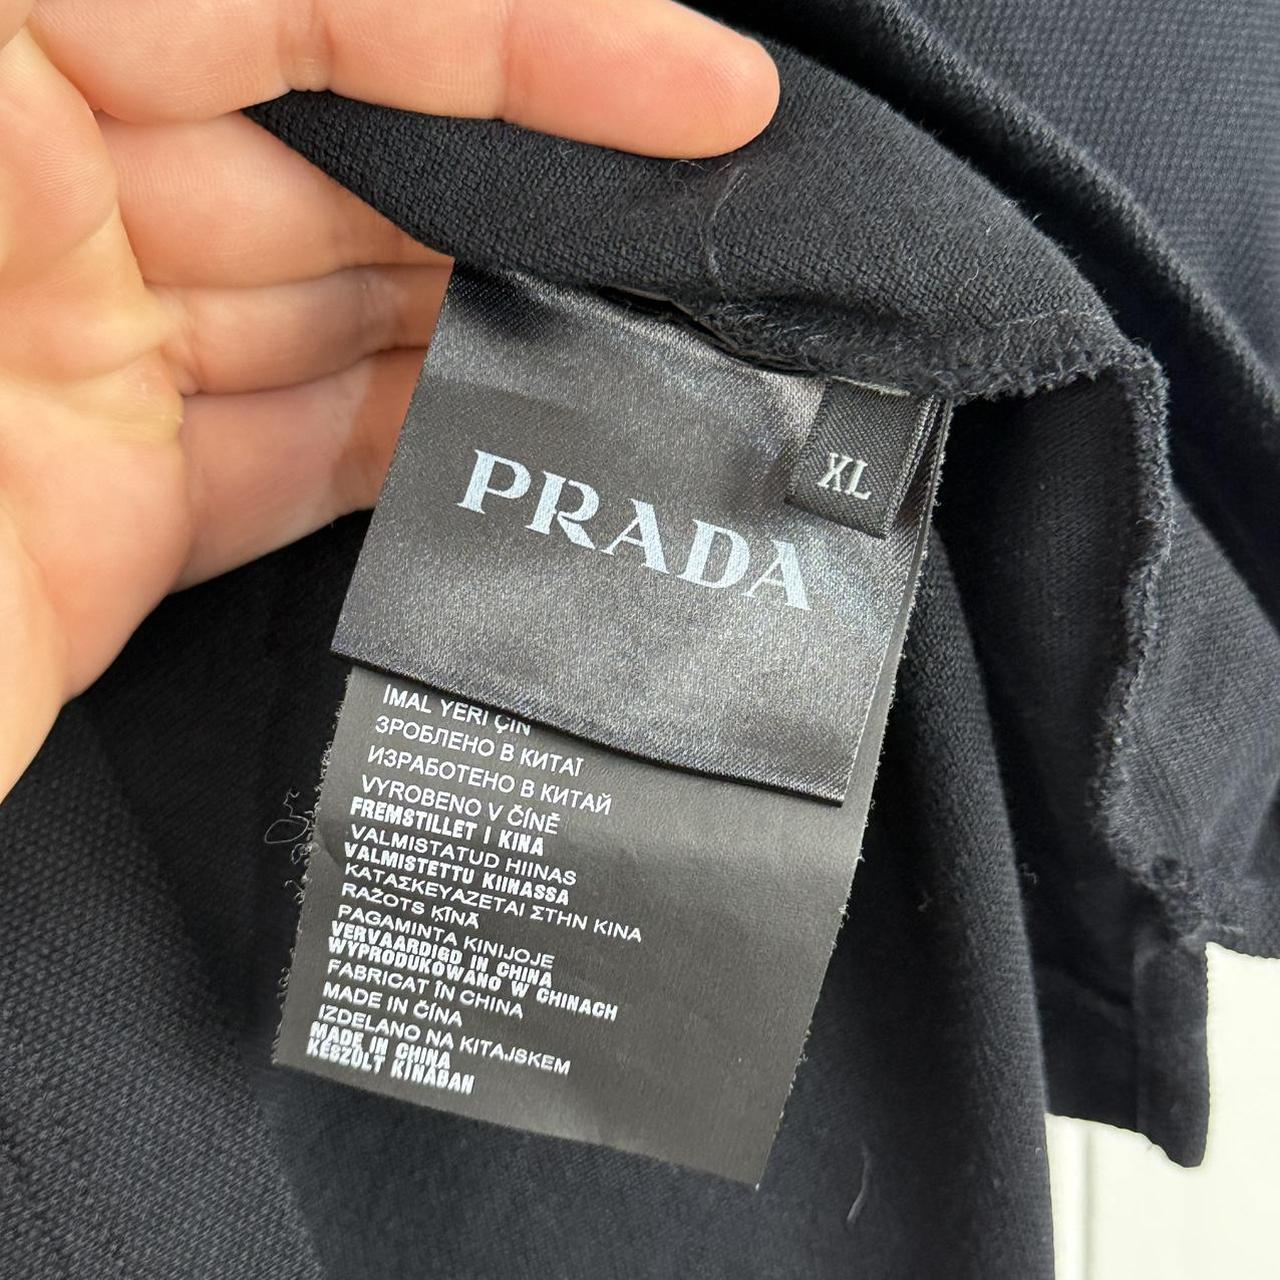 PRADA
XL
İMAL YERİ ÇİN
ЗРОБЛЕНО В КИТАЇ
ИЗРАБОТЕНО В КИТАЙ
VYROBENO V ČÍNĚ
FREMSTILLET I KINA
VALMISTATUD HIINAS
VALMISTETTU KIINASSA
ΚΑΤΑΣΚΕΥΑΖΕΤΑΙ ΣΤΗΝ ΚΙΝΑ
RAŽOTS ĶĪNĀ
PAGAMINTA KINIJOJE
VERVAARDIGD IN CHINA
WYPRODUKOWANO W CHINACH
FABRICAT ÎN CHINA
MADE IN ČÍNA
IZDELANO NA KITAJSKEM
MADE IN CHINA
KÉSZÜLT KÍNÁBAN